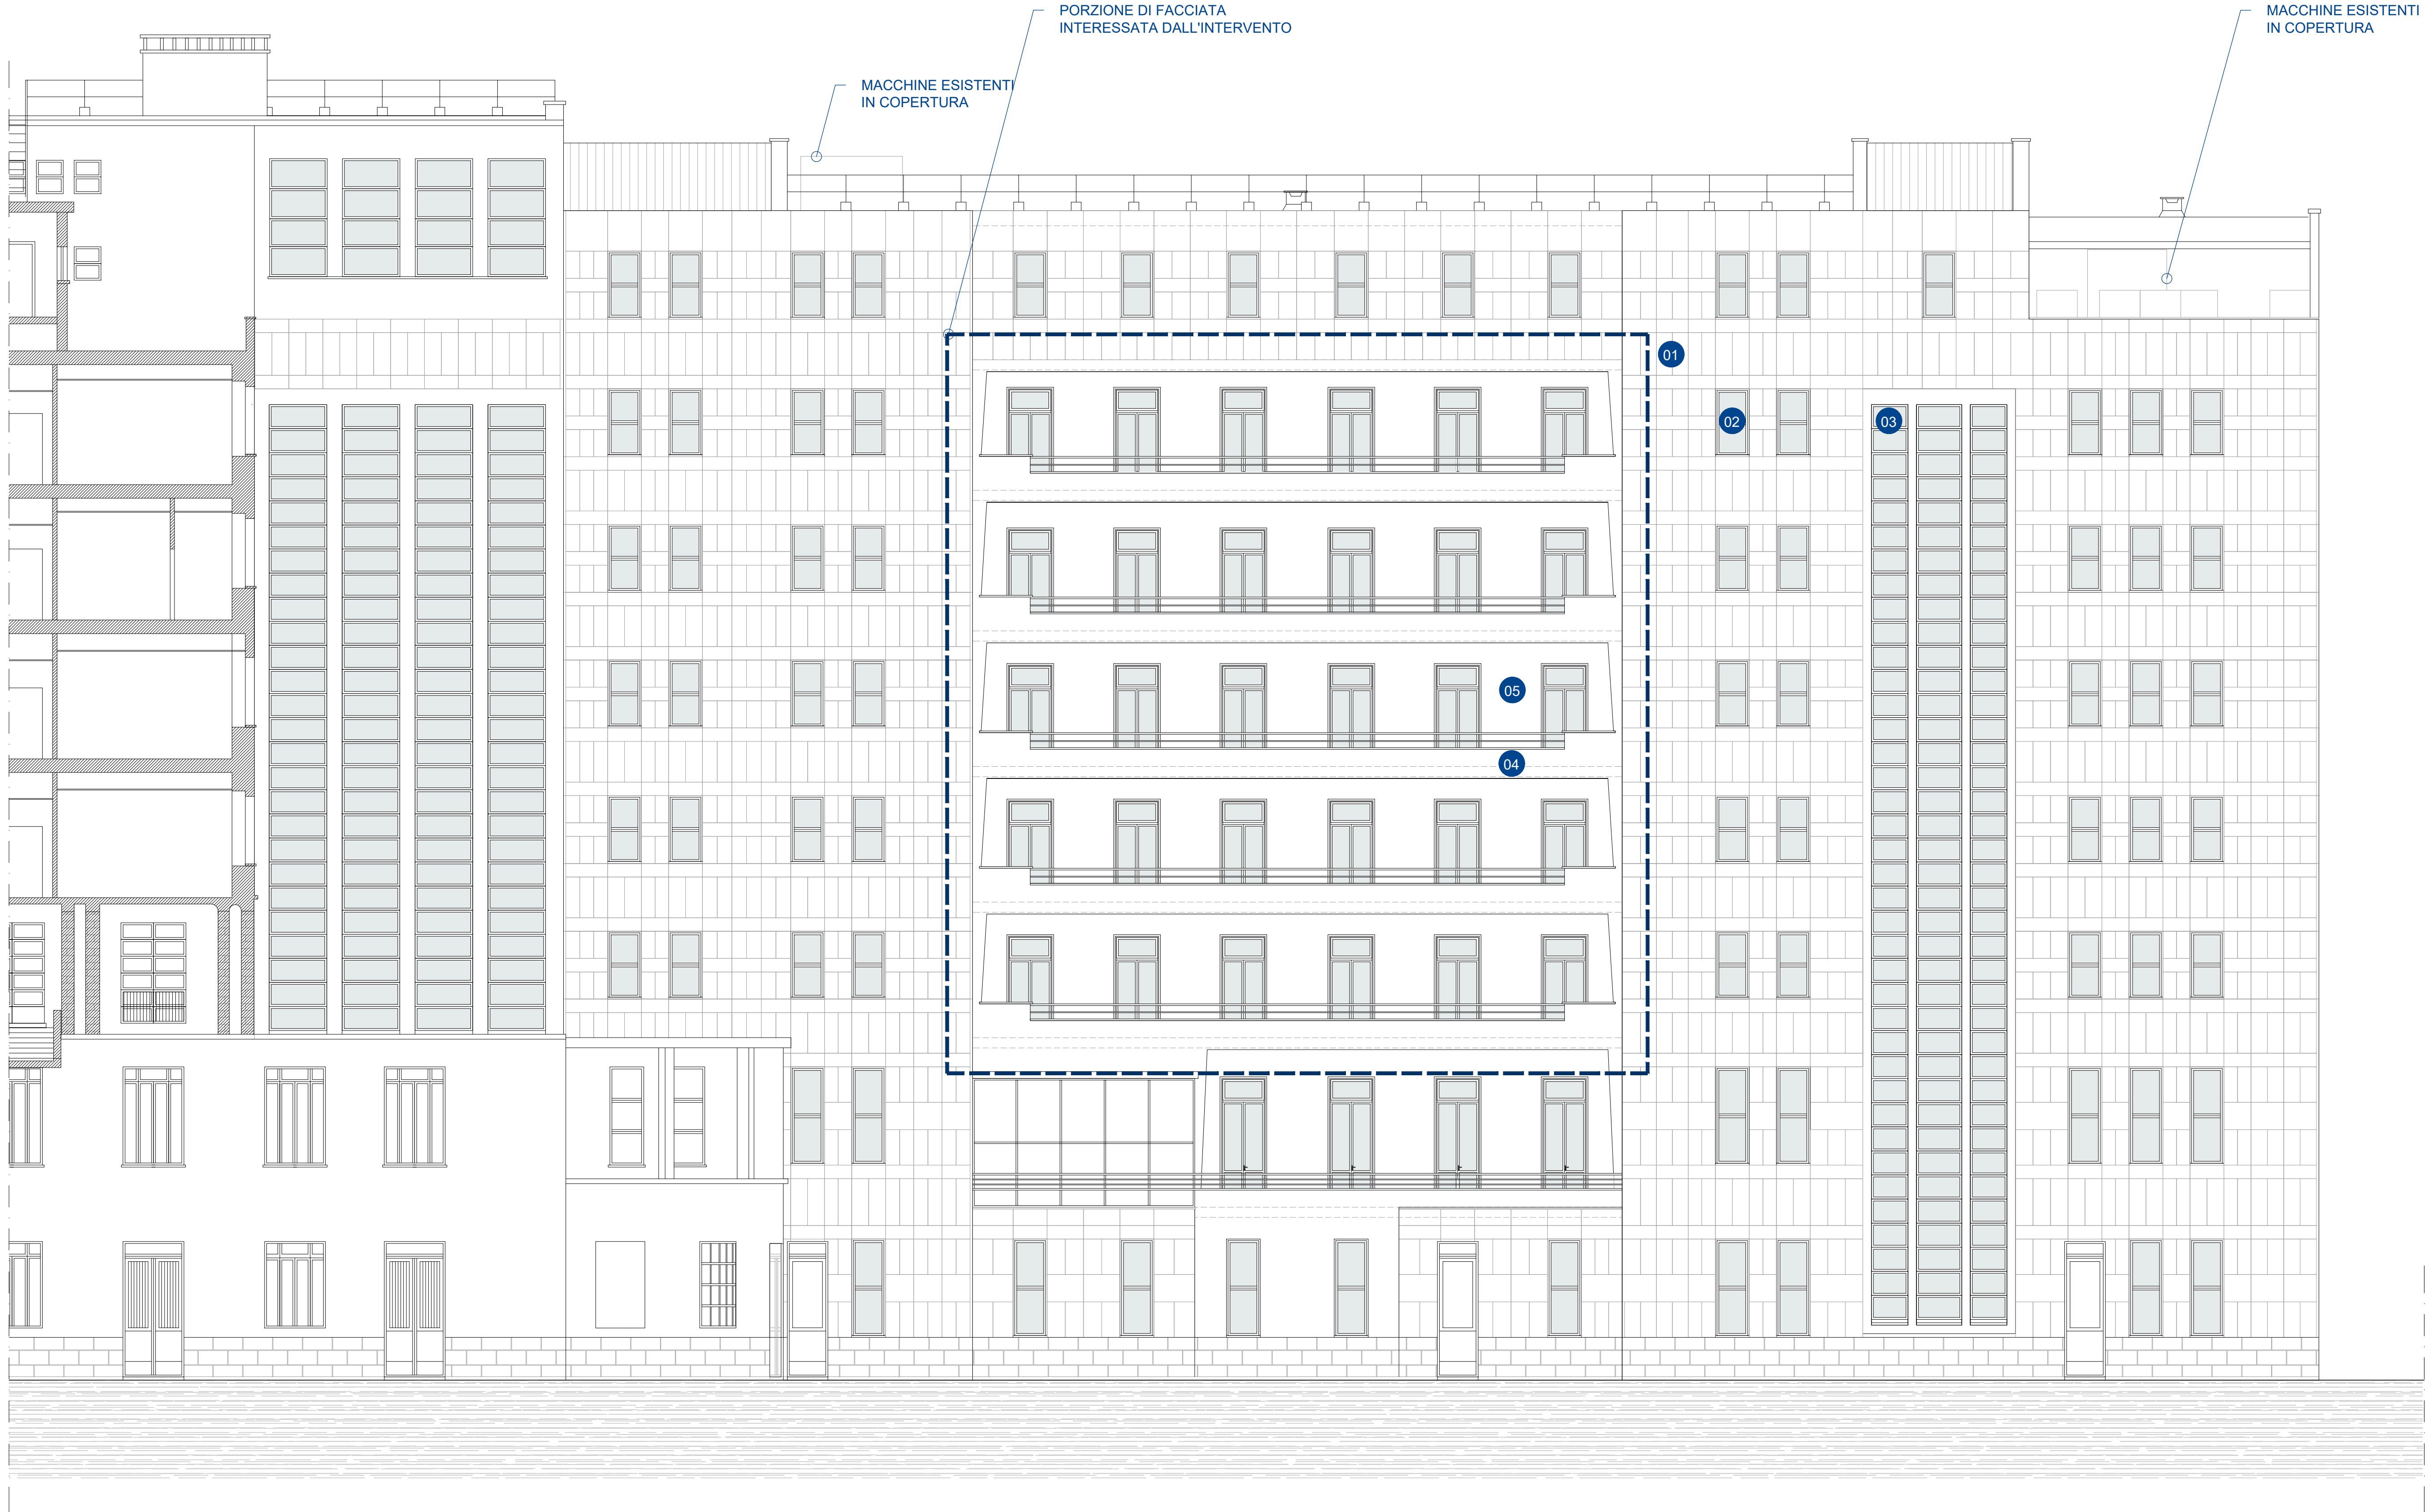 PORZIONE DI FACCIATA
INTERESSATA DALL'INTERVENTO
MACCHINE ESISTENTI
IN COPERTURA
MACCHINE ESISTENTI
IN COPERTURA
01
02
03
05
04